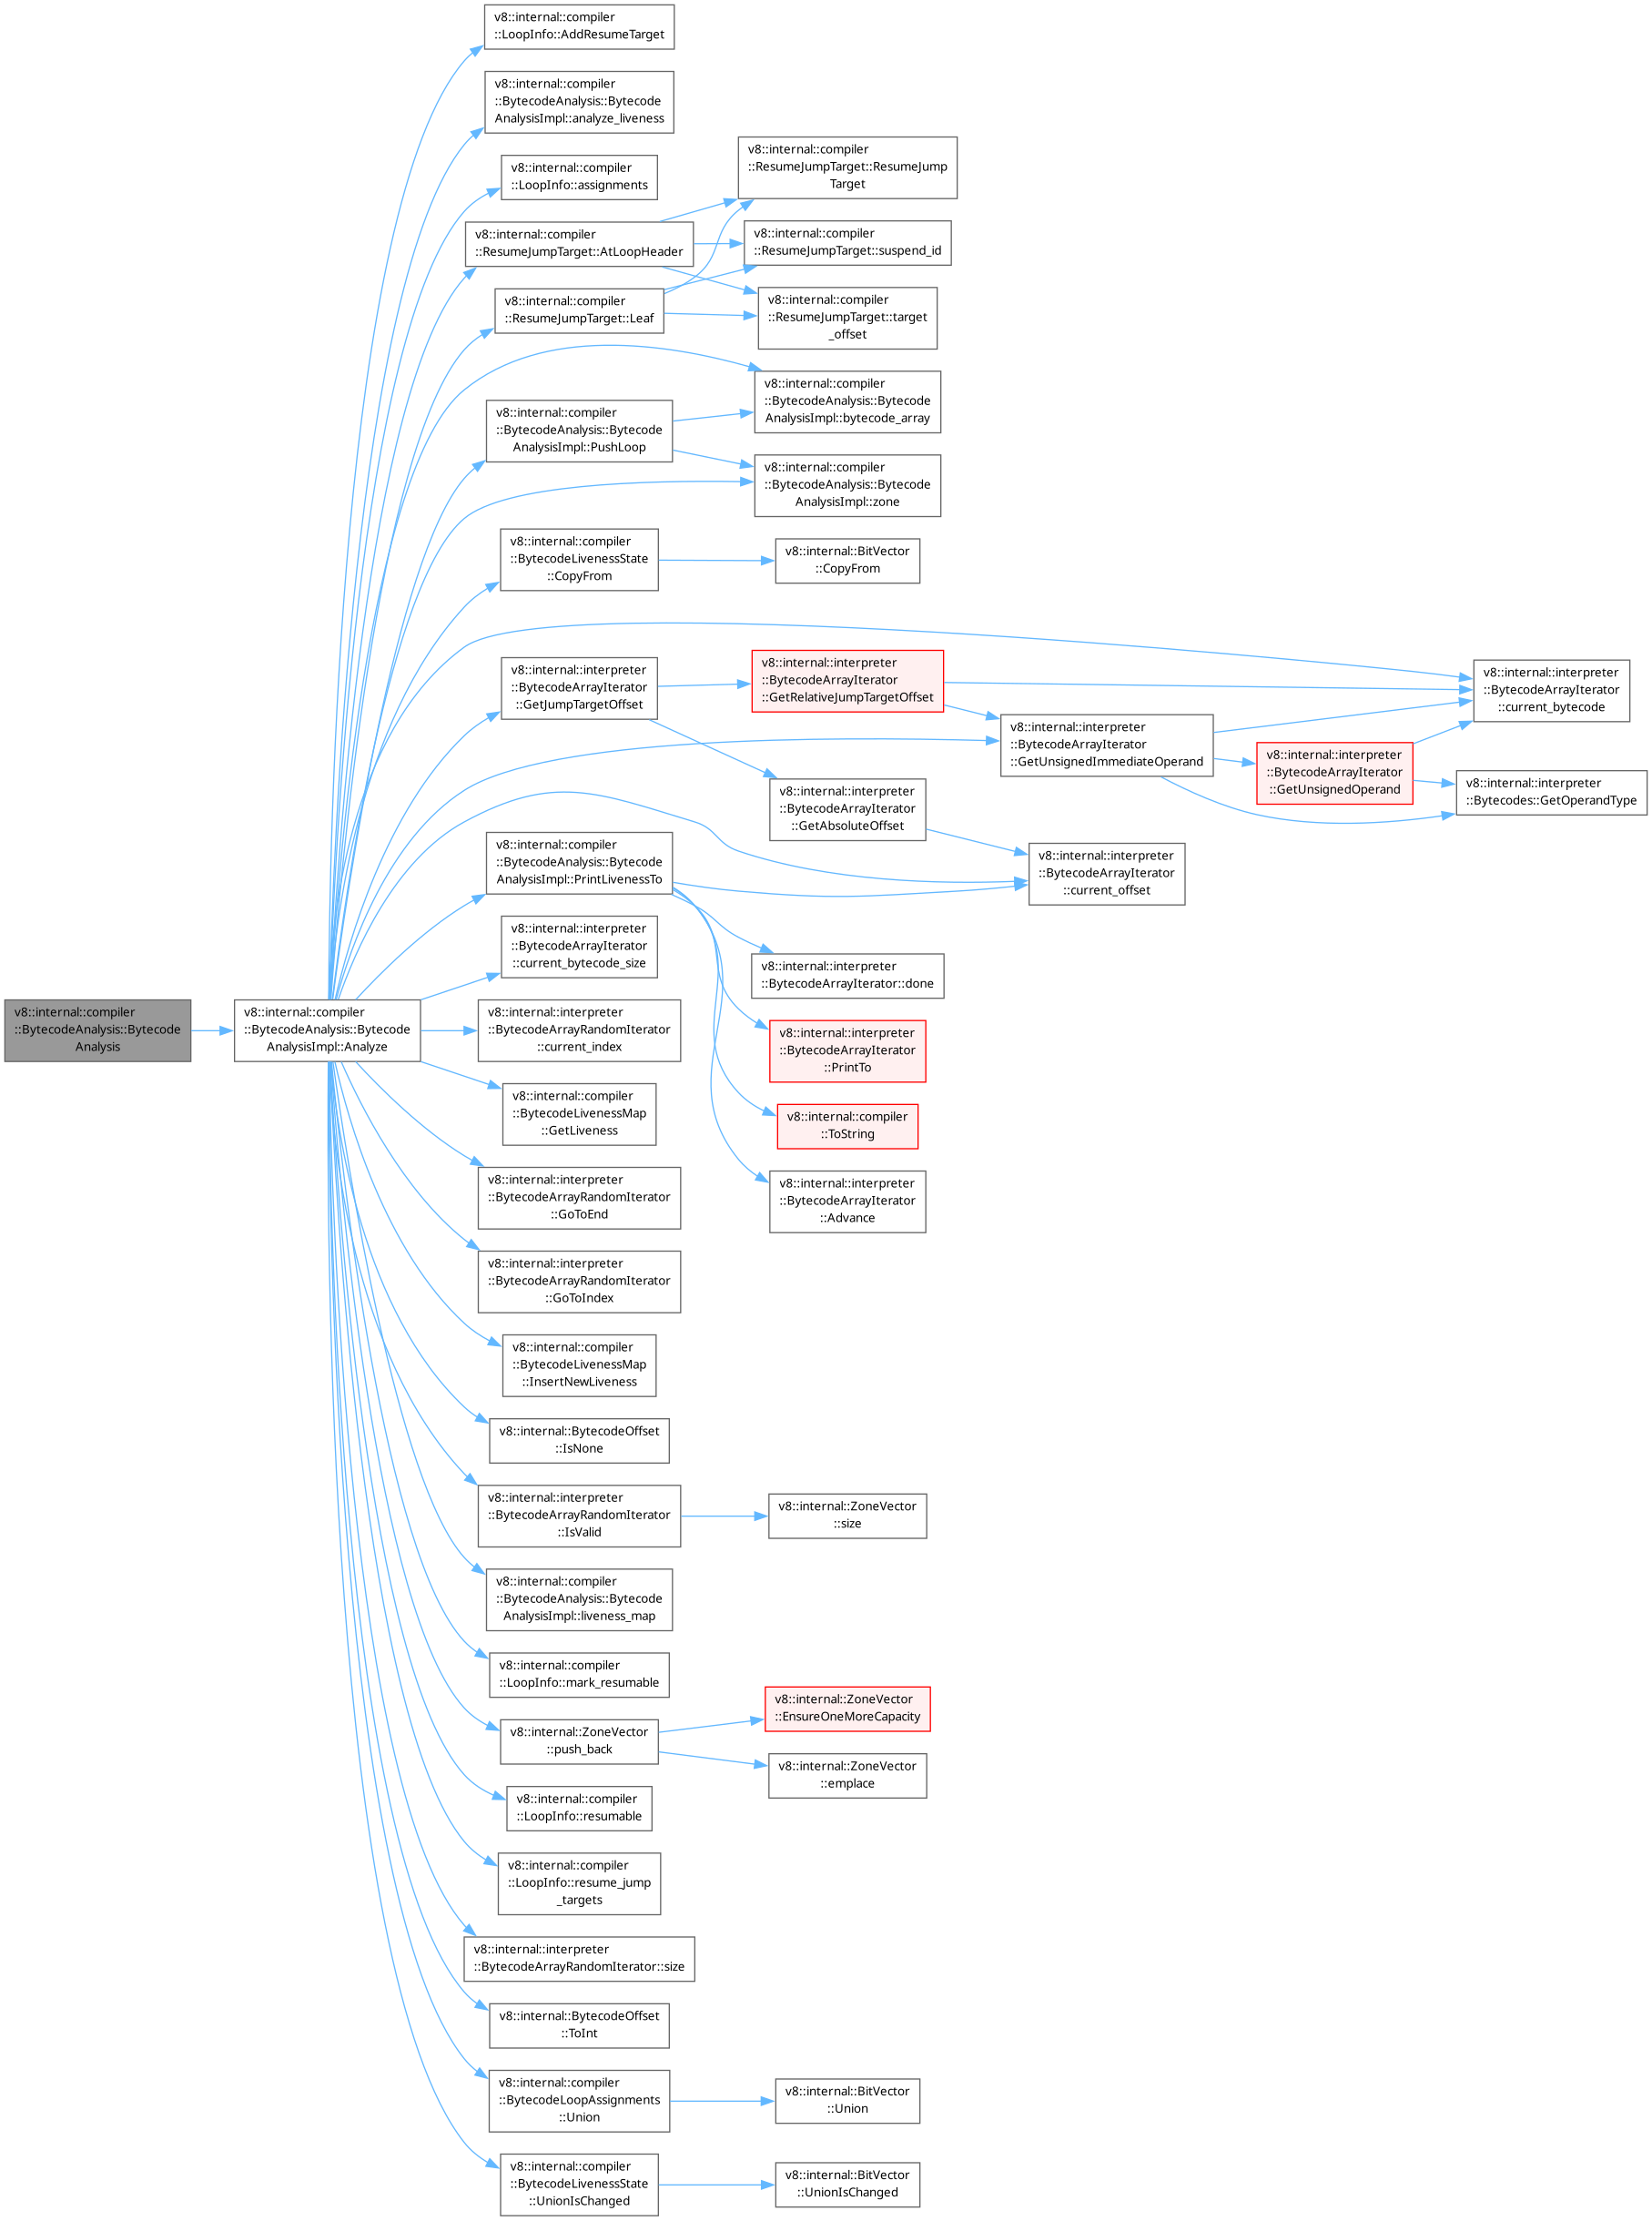 v8::internal::compiler
::LoopInfo::AddResumeTarget
v8::internal::compiler
::BytecodeAnalysis::Bytecode
AnalysisImpl::analyze_liveness
v8::internal::compiler
::LoopInfo::assignments
v8::internal::compiler
::ResumeJumpTarget::AtLoopHeader
v8::internal::compiler
::ResumeJumpTarget::Leaf
v8::internal::compiler
::ResumeJumpTarget::ResumeJump
Target
v8::internal::compiler
::ResumeJumpTarget::suspend_id
v8::internal::compiler
::ResumeJumpTarget::target
_offset
v8::internal::compiler
::BytecodeAnalysis::Bytecode
AnalysisImpl::bytecode_array
v8::internal::compiler
::BytecodeAnalysis::Bytecode
AnalysisImpl::PushLoop
v8::internal::compiler
::BytecodeAnalysis::Bytecode
AnalysisImpl::zone
v8::internal::compiler
::BytecodeLivenessState
::CopyFrom
v8::internal::BitVector
::CopyFrom
v8::internal::interpreter
::BytecodeArrayIterator
::GetJumpTargetOffset
v8::internal::interpreter
::BytecodeArrayIterator
::GetRelativeJumpTargetOffset
v8::internal::interpreter
::BytecodeArrayIterator
::current_bytecode
v8::internal::interpreter
::BytecodeArrayIterator
::GetUnsignedImmediateOperand
v8::internal::interpreter
::BytecodeArrayIterator
::GetUnsignedOperand
v8::internal::interpreter
::Bytecodes::GetOperandType
v8::internal::interpreter
::BytecodeArrayIterator
::GetAbsoluteOffset
v8::internal::compiler
::BytecodeAnalysis::Bytecode
AnalysisImpl::PrintLivenessTo
v8::internal::interpreter
::BytecodeArrayIterator
::current_offset
v8::internal::interpreter
::BytecodeArrayIterator
::current_bytecode_size
v8::internal::interpreter
::BytecodeArrayIterator::done
v8::internal::compiler
::BytecodeAnalysis::Bytecode
Analysis
v8::internal::compiler
::BytecodeAnalysis::Bytecode
AnalysisImpl::Analyze
v8::internal::interpreter
::BytecodeArrayRandomIterator
::current_index
v8::internal::interpreter
::BytecodeArrayIterator
::PrintTo
v8::internal::compiler
::BytecodeLivenessMap
::GetLiveness
v8::internal::compiler
::ToString
v8::internal::interpreter
::BytecodeArrayRandomIterator
::GoToEnd
v8::internal::interpreter
::BytecodeArrayIterator
::Advance
v8::internal::interpreter
::BytecodeArrayRandomIterator
::GoToIndex
v8::internal::compiler
::BytecodeLivenessMap
::InsertNewLiveness
v8::internal::BytecodeOffset
::IsNone
v8::internal::interpreter
::BytecodeArrayRandomIterator
::IsValid
v8::internal::ZoneVector
::size
v8::internal::compiler
::BytecodeAnalysis::Bytecode
AnalysisImpl::liveness_map
v8::internal::compiler
::LoopInfo::mark_resumable
v8::internal::ZoneVector
::push_back
v8::internal::ZoneVector
::EnsureOneMoreCapacity
v8::internal::ZoneVector
::emplace
v8::internal::compiler
::LoopInfo::resumable
v8::internal::compiler
::LoopInfo::resume_jump
_targets
v8::internal::interpreter
::BytecodeArrayRandomIterator::size
v8::internal::BytecodeOffset
::ToInt
v8::internal::compiler
::BytecodeLoopAssignments
::Union
v8::internal::BitVector
::Union
v8::internal::compiler
::BytecodeLivenessState
::UnionIsChanged
v8::internal::BitVector
::UnionIsChanged